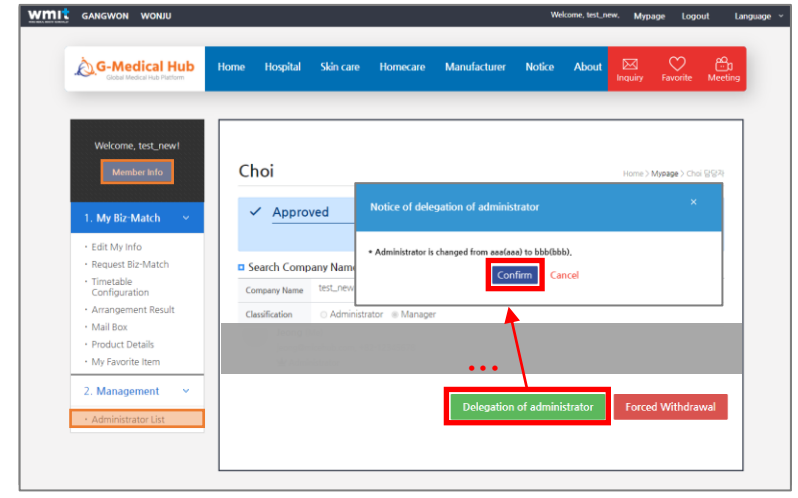 wmit GANGWON WONJU Welcome, test_new, Mypage Logout Language
G-Medical Hub
Global Medical Hub Platform
Home Hospital Skin care Homecare Manufacturer Notice About
Inquiry Favorite Meeting
Welcome, test_new!
Member Info
1. My Biz-Match
· Edit My Info
· Request Biz-Match
· Timetable
Configuration
· Arrangement Result
· Mail Box
· Product Details
· My Favorite Item
2. Management
· Administrator List
Choi
Home > Mypage > Choi 담당자
Approved
Notice of delegation of administrator ×
• Administrator is changed from aaa(aaa) to bbb(bbb),
Confirm Cancel
Search Company Name
Company Name test_new
Classification Administrator Manager
...
Delegation of administrator Forced Withdrawal